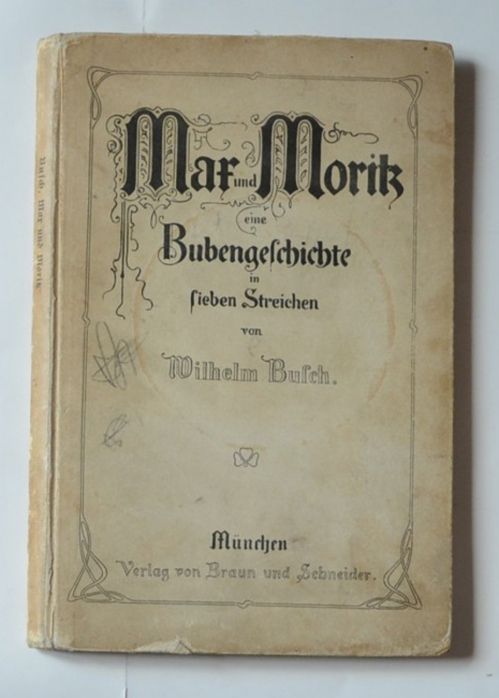 Max und Moritz
eine
Bubengeſchichte
in
ſieben Streichen
von
Wilhelm Buſch.
München
Verlag von Braun und Schneider.
Buſch, Max und Moritz